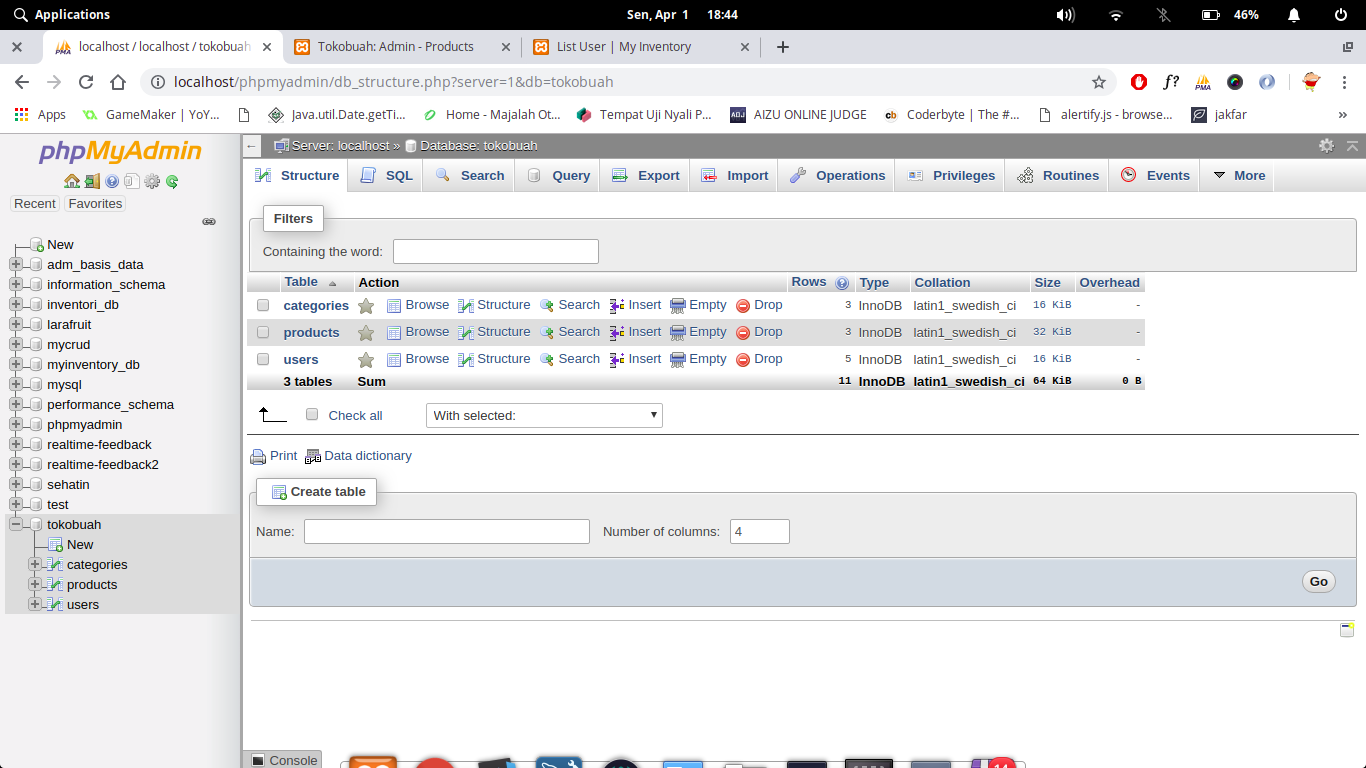 Applications
Sen, Apr 1 18:44
46%
localhost / localhost / tokobuah
Tokobuah: Admin - Products
List User | My Inventory
localhost/phpmyadmin/db_structure.php?server=1&db=tokobuah
f?
PMA
Apps
GameMaker | YoY...
Java.util.Date.getTi...
Home - Majalah Ot...
Tempat Uji Nyali P...
AOJ AIZU ONLINE JUDGE
cb Coderbyte | The #...
alertify.js - browse...
jakfar
»
phpMyAdmin
Recent Favorites
New
adm_basis_data
information_schema
inventori_db
larafruit
mycrud
myinventory_db
mysql
performance_schema
phpmyadmin
realtime-feedback
realtime-feedback2
sehatin
test
tokobuah
New
categories
products
users
Server: localhost » Database: tokobuah
Structure SQL Search Query Export Import Operations Privileges Routines Events More
Filters
Containing the word:
Table Action Rows Type Collation Size Overhead
categories Browse Structure Search Insert Empty Drop 3 InnoDB latin1_swedish_ci 16 KiB -
products Browse Structure Search Insert Empty Drop 3 InnoDB latin1_swedish_ci 32 KiB -
users Browse Structure Search Insert Empty Drop 5 InnoDB latin1_swedish_ci 16 KiB -
3 tables Sum 11 InnoDB latin1_swedish_ci 64 KiB 0 B
Check all With selected:
Print Data dictionary
Create table
Name: Number of columns: 4
Go
Console
14